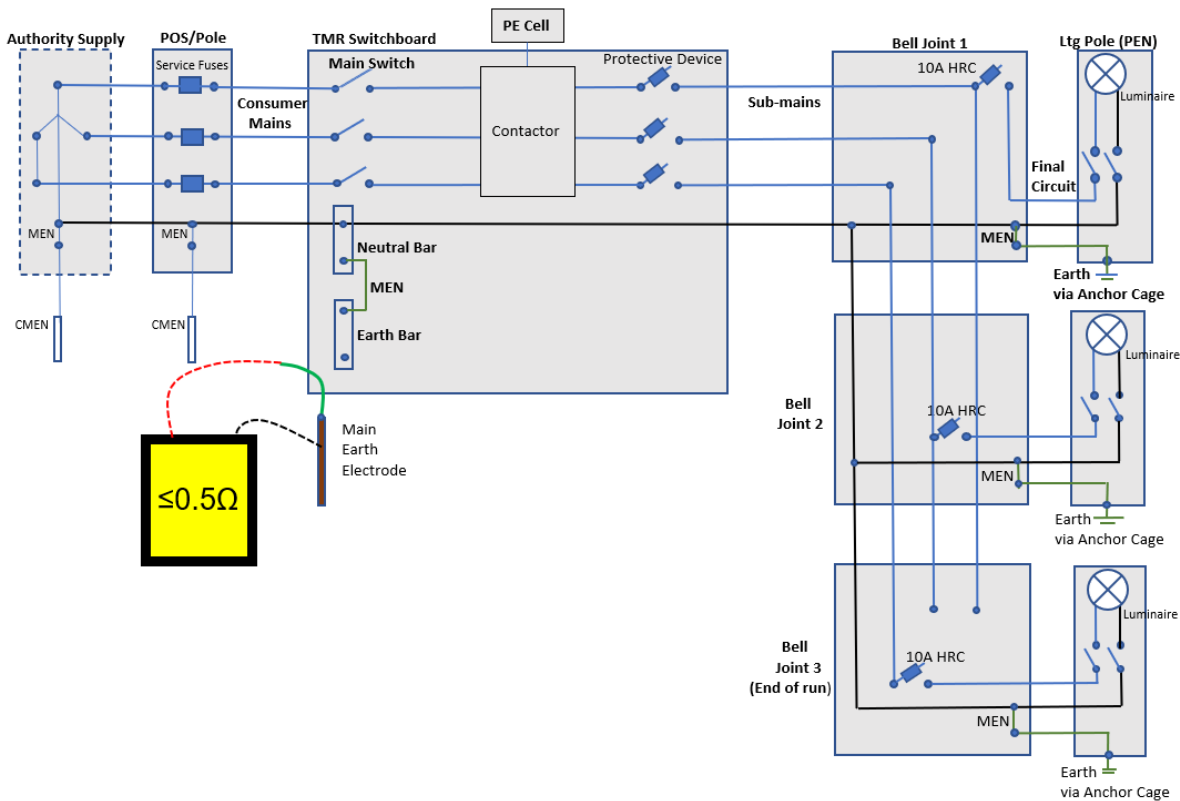 PE Cell
Authority Supply
POS/Pole
TMR Switchboard
Bell Joint 1
Ltg Pole (PEN)
Service Fuses
Main Switch
Protective Device
10A HRC
Luminaire
Consumer
Mains
Contactor
Sub-mains
Final
Circuit
MEN
MEN
Neutral Bar
MEN
MEN
Earth
via Anchor Cage
CMEN
CMEN
Earth Bar
Luminaire
Bell
Joint 2
10A HRC
Main
Earth
Electrode
≤0.5Ω
MEN
Earth
via Anchor Cage
Luminaire
Bell
Joint 3
(End of run)
10A HRC
MEN
Earth
via Anchor Cage